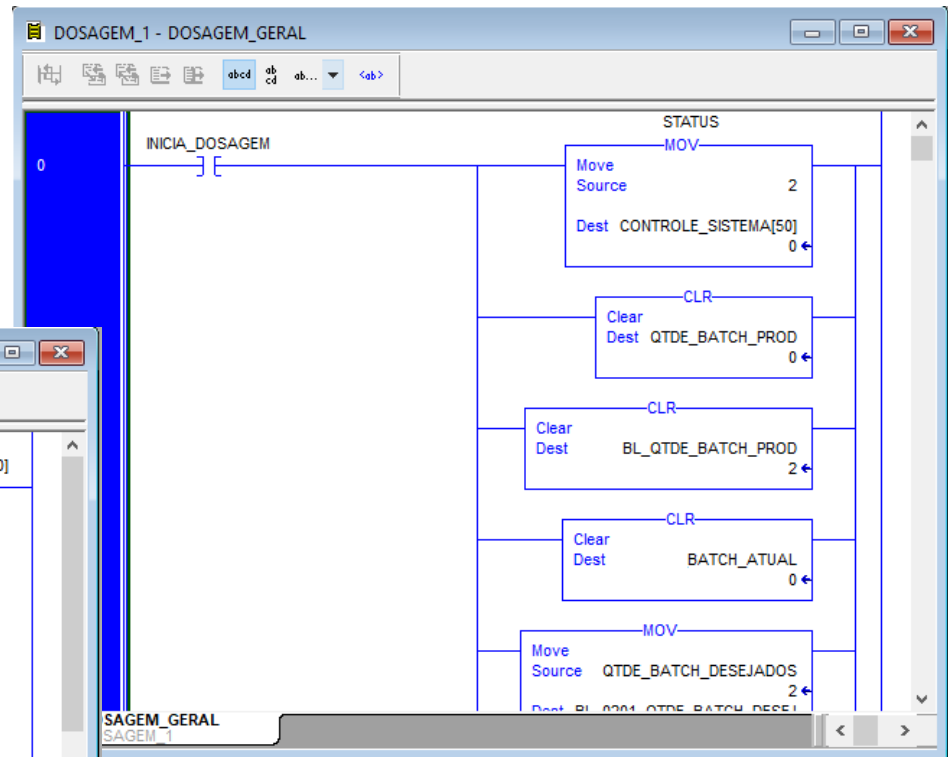 DOSAGEM_1 - DOSAGEM_GERAL
abcd
ab
cd
ab...
<ab>
0
INICIA_DOSAGEM
STATUS
MOV
Move
Source 2
Dest CONTROLE_SISTEMA[50]
0
CLR
Clear
Dest QTDE_BATCH_PROD
0
CLR
Clear
Dest BL_QTDE_BATCH_PROD
2
CLR
Clear
Dest BATCH_ATUAL
0
MOV
Move
Source QTDE_BATCH_DESEJADOS
2
Dest BL_0201_QTDE_BATCH_DESEJ
0]
SAGEM_GERAL
SAGEM_1